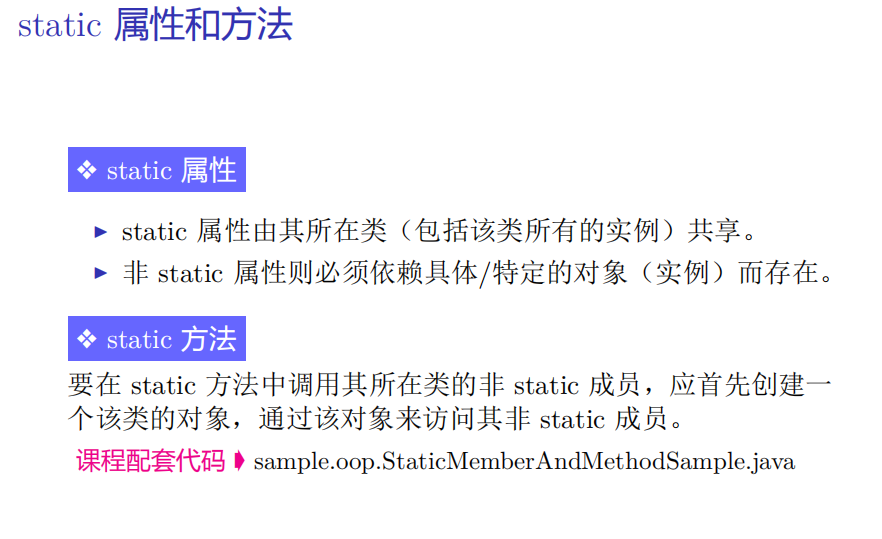 static 属性和方法
❖ static 属性
▶ static 属性由其所在类（包括该类所有的实例）共享。
▶ 非 static 属性则必须依赖具体/特定的对象（实例）而存在。
❖ static 方法
要在 static 方法中调用其所在类的非 static 成员，应首先创建一
个该类的对象，通过该对象来访问其非 static 成员。
课程配套代码 ➧ sample.oop.StaticMemberAndMethodSample.java